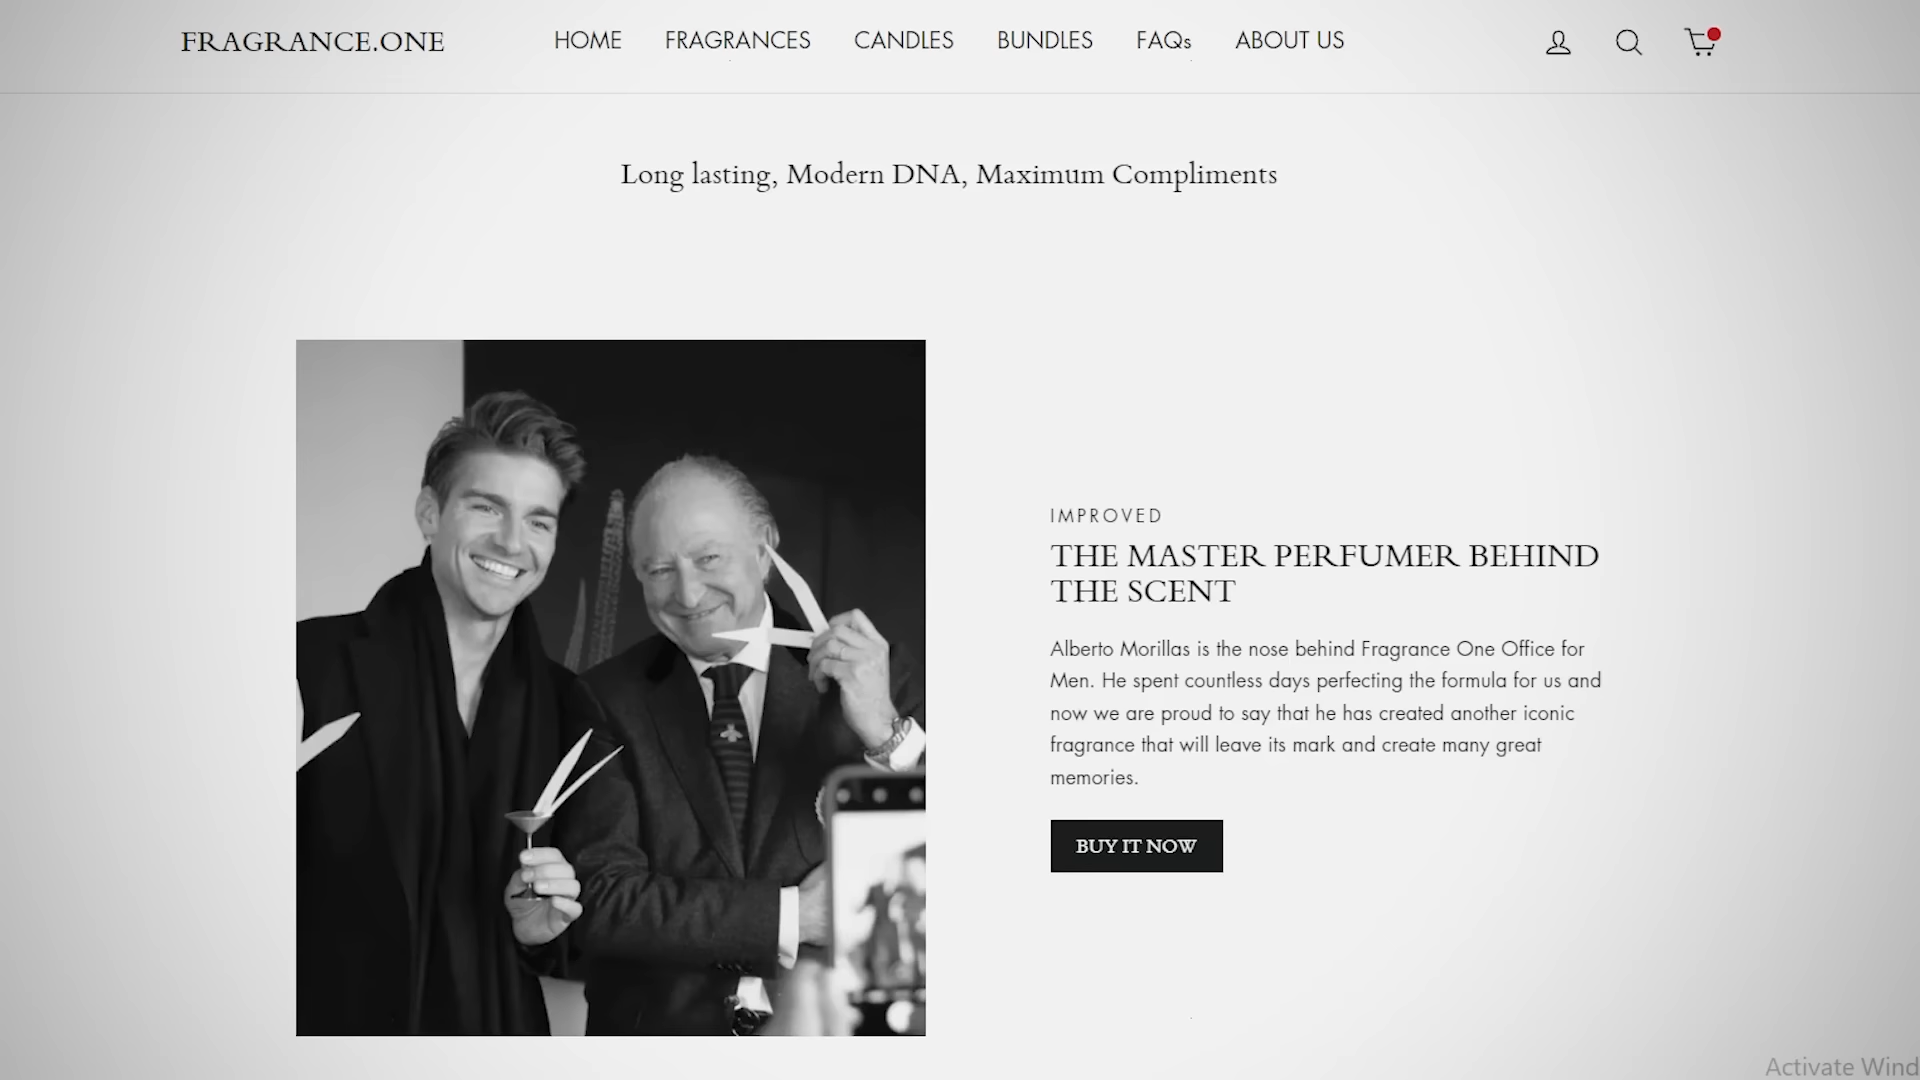 FRAGRANCE.ONE
HOME FRAGRANCES CANDLES BUNDLES FAQs ABOUT US
Long lasting, Modern DNA, Maximum Compliments
IMPROVED
THE MASTER PERFUMER BEHIND
THE SCENT
Alberto Morillas is the nose behind Fragrance One Office for
Men. He spent countless days perfecting the formula for us and
now we are proud to say that he has created another iconic
fragrance that will leave its mark and create many great
memories.
BUY IT NOW
Activate Wind